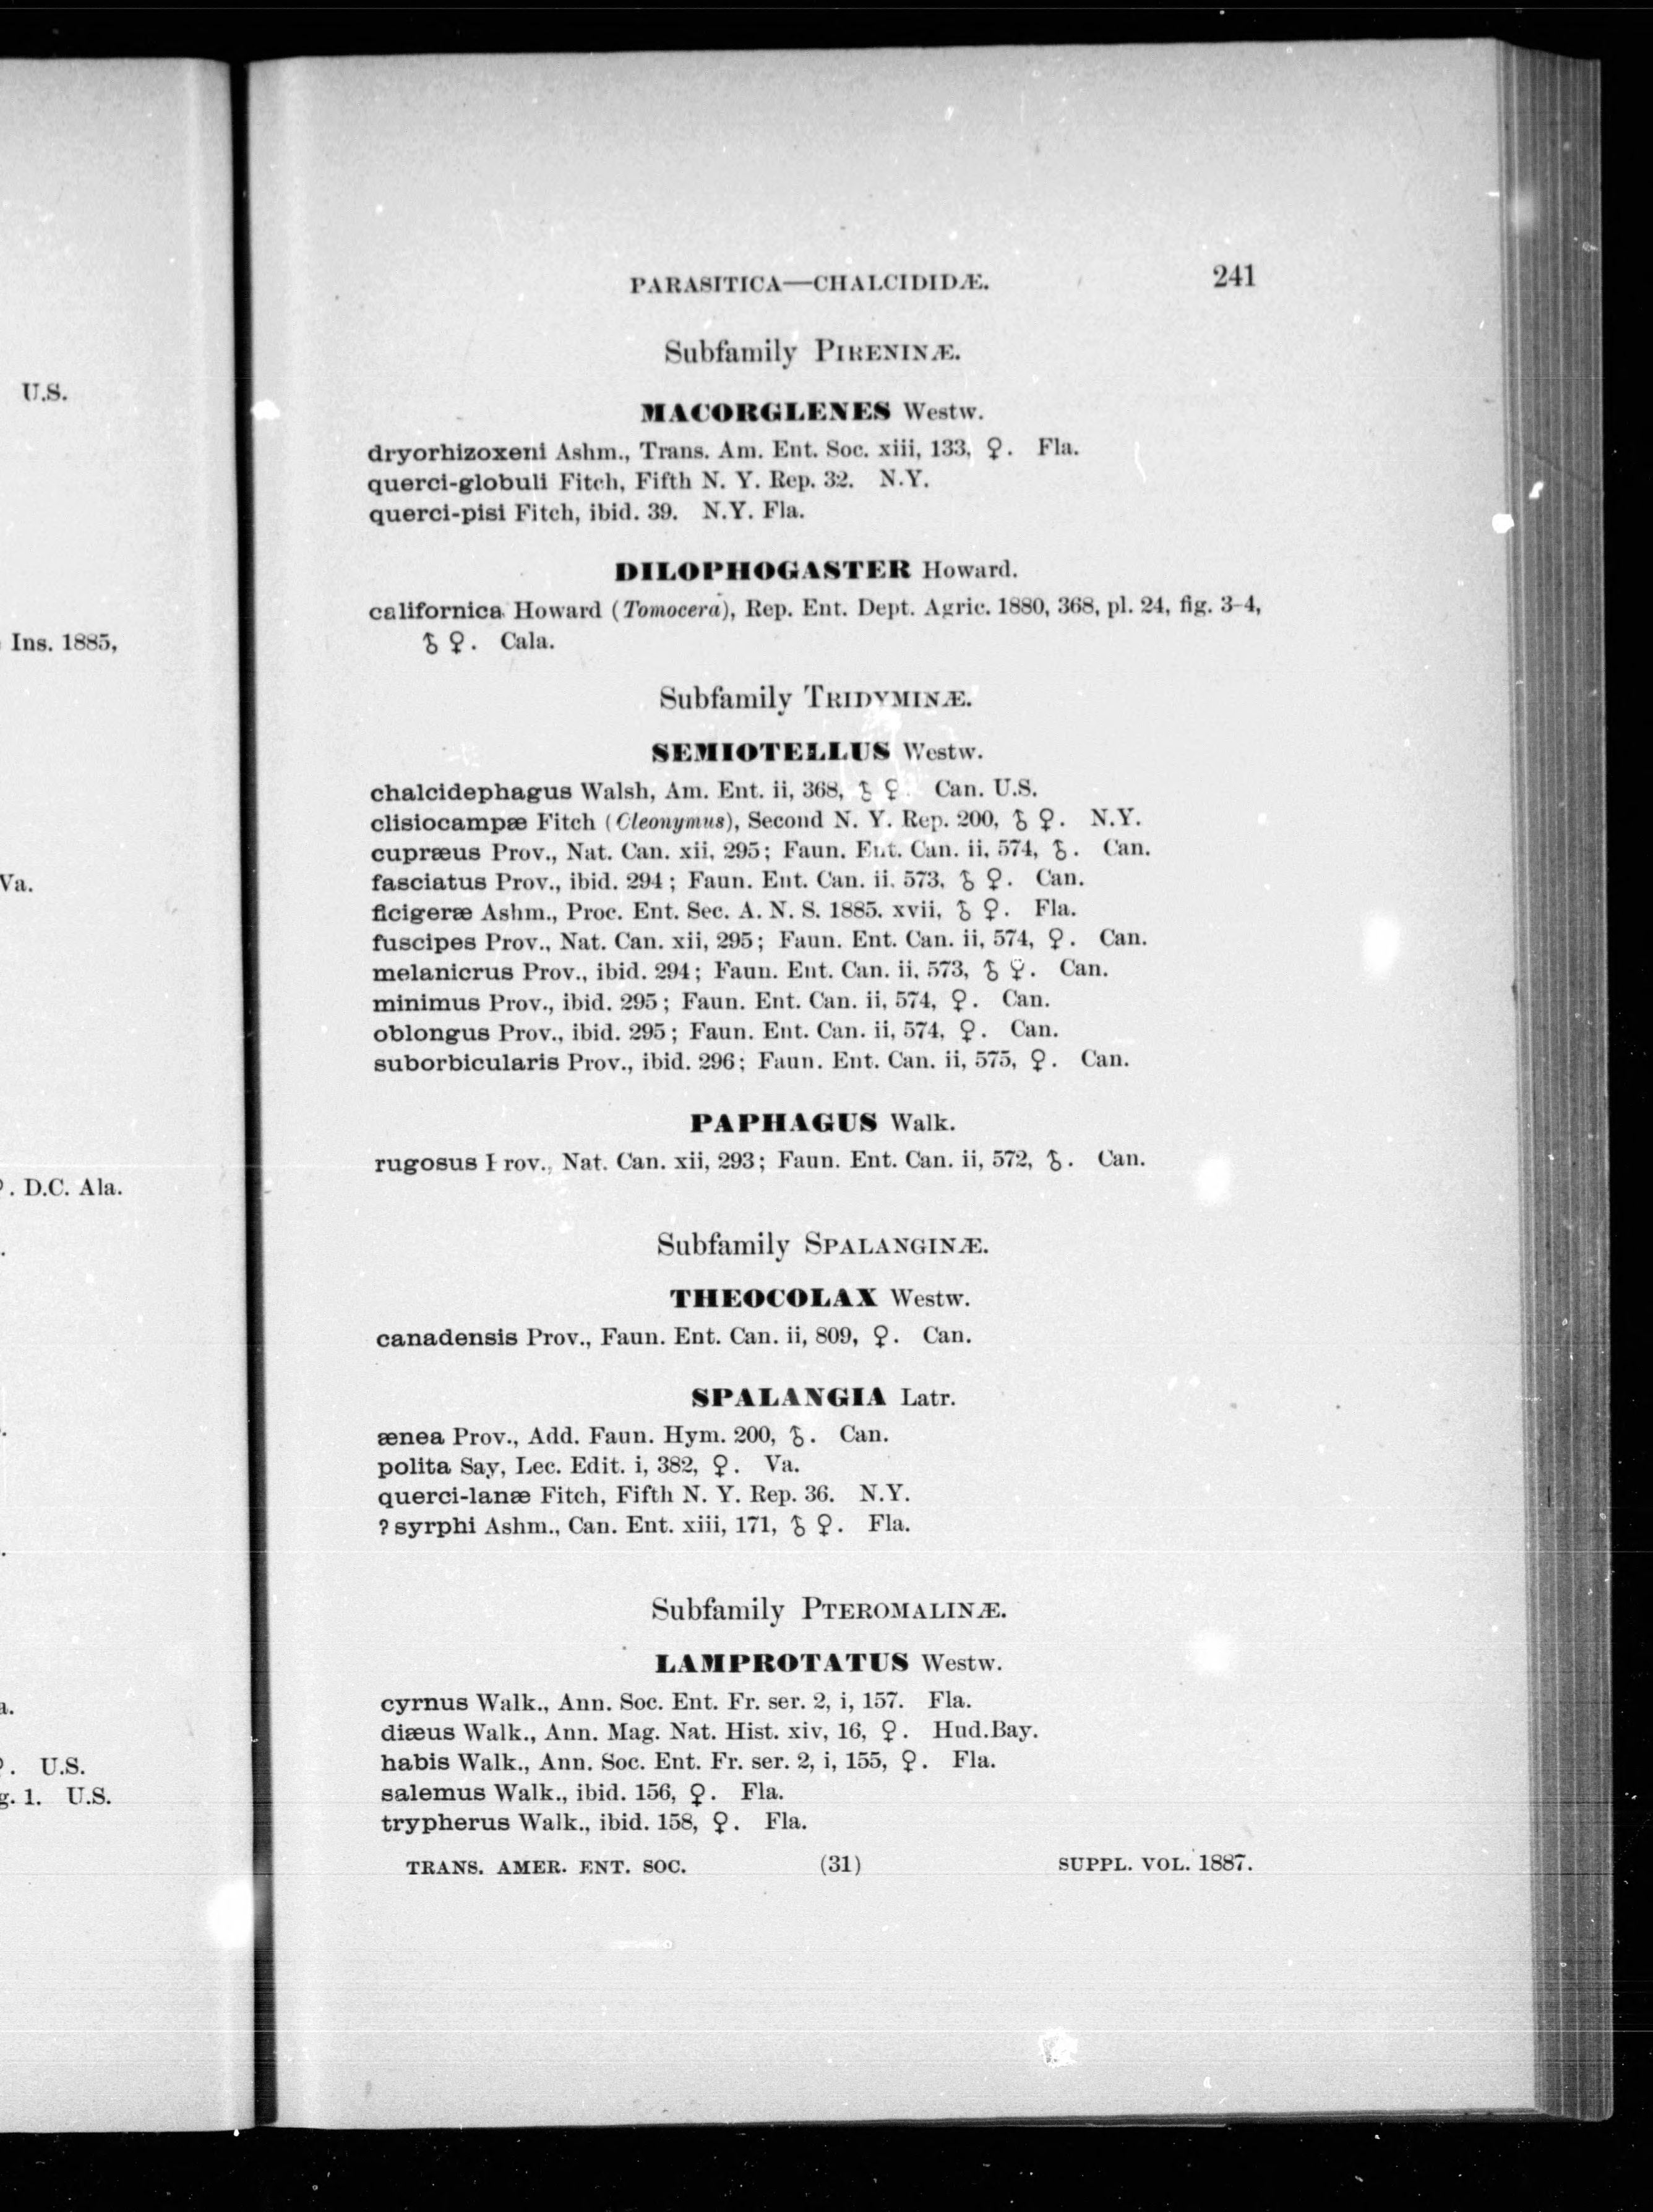 U.S.
Ins. 1885,
Va.
. D.C. Ala.
a.
. U.S.
g. 1. U.S.
PARASITICA—CHALCIDIDÆ. 241
Subfamily PIRENINÆ.
MACORGLENES Westw.
dryorhizoxeni Ashm., Trans. Am. Ent. Soc. xiii, 133, ♀. Fla.
querci-globuli Fitch, Fifth N. Y. Rep. 32. N.Y.
querci-pisi Fitch, ibid. 39. N.Y. Fla.
DILOPHOGASTER Howard.
californica Howard (Tomocera), Rep. Ent. Dept. Agric. 1880, 368, pl. 24, fig. 3-4,
♂ ♀. Cala.
Subfamily TRIDYMINÆ.
SEMIOTELLUS Westw.
chalcidephagus Walsh, Am. Ent. ii, 368, ♂ ♀. Can. U.S.
clisiocampæ Fitch (Cleonymus), Second N. Y. Rep. 200, ♂ ♀. N.Y.
cupræus Prov., Nat. Can. xii, 295; Faun. Ent. Can. ii, 574, ♂. Can.
fasciatus Prov., ibid. 294; Faun. Ent. Can. ii, 573, ♂ ♀. Can.
ficigeræ Ashm., Proc. Ent. Sec. A. N. S. 1885, xvii, ♂ ♀. Fla.
fuscipes Prov., Nat. Can. xii, 295; Faun. Ent. Can. ii, 574, ♀. Can.
melanicrus Prov., ibid. 294; Faun. Ent. Can. ii, 573, ♂ ♀. Can.
minimus Prov., ibid. 295; Faun. Ent. Can. ii, 574, ♀. Can.
oblongus Prov., ibid. 295; Faun. Ent. Can. ii, 574, ♀. Can.
suborbicularis Prov., ibid. 296; Faun. Ent. Can. ii, 575, ♀. Can.
PAPHAGUS Walk.
rugosus Prov., Nat. Can. xii, 293; Faun. Ent. Can. ii, 572, ♂. Can.
Subfamily SPALANGINÆ.
THEOCOLAX Westw.
canadensis Prov., Faun. Ent. Can. ii, 809, ♀. Can.
SPALANGIA Latr.
ænea Prov., Add. Faun. Hym. 200, ♂. Can.
polita Say, Lec. Edit. i, 382, ♀. Va.
querci-lanæ Fitch, Fifth N. Y. Rep. 36. N.Y.
? syrphi Ashm., Can. Ent. xiii, 171, ♂ ♀. Fla.
Subfamily PTEROMALINÆ.
LAMPROTATUS Westw.
cyrnus Walk., Ann. Soc. Ent. Fr. ser. 2, i, 157. Fla.
diæus Walk., Ann. Mag. Nat. Hist. xiv, 16, ♀. Hud.Bay.
habis Walk., Ann. Soc. Ent. Fr. ser. 2, i, 155, ♀. Fla.
salemus Walk., ibid. 156, ♀. Fla.
trypherus Walk., ibid. 158, ♀. Fla.
TRANS. AMER. ENT. SOC. (31) SUPPL. VOL. 1887.